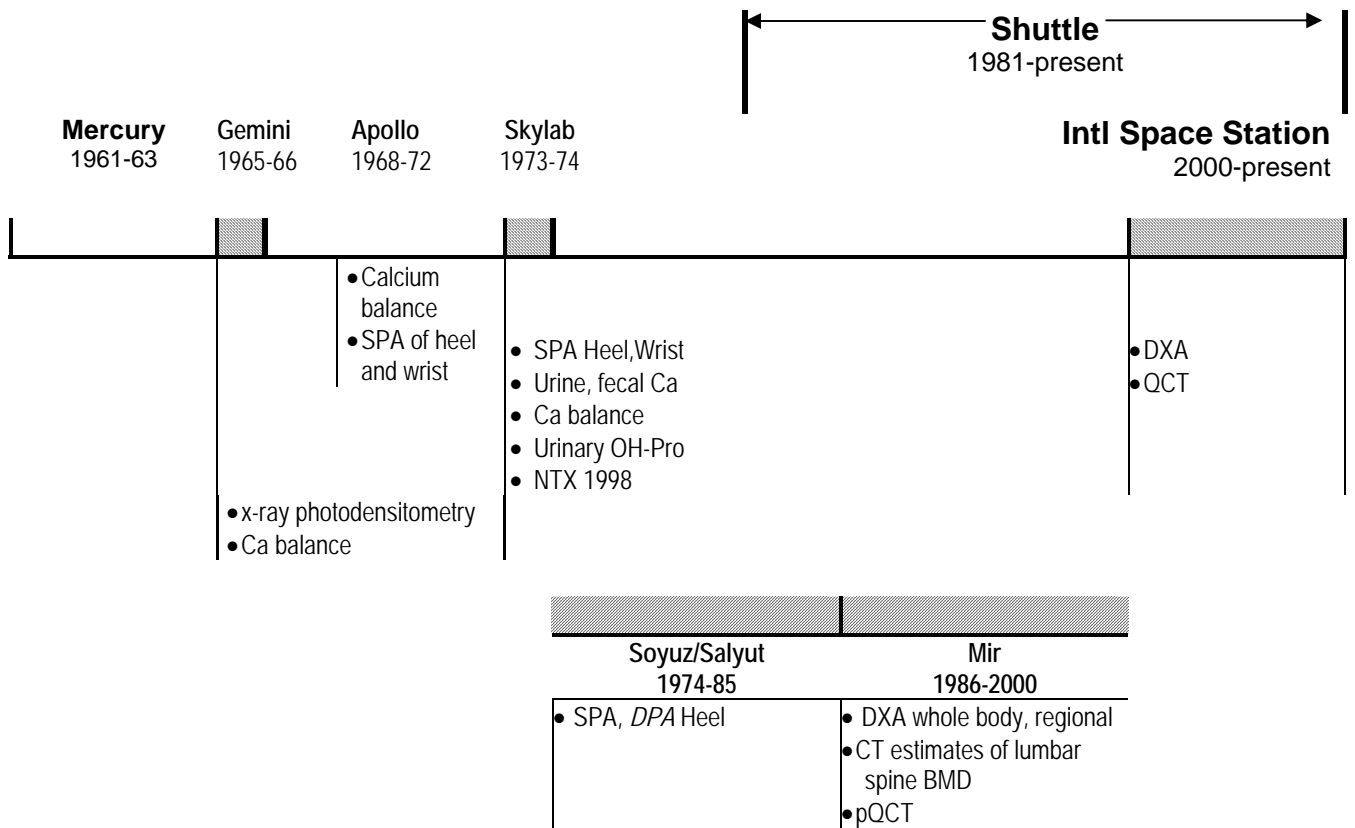 Shuttle
1981-present
Mercury
1961-63
Gemini
1965-66
Apollo
1968-72
Skylab
1973-74
Intl Space Station
2000-present
•Calcium
balance
•SPA of heel
and wrist
• SPA Heel,Wrist
• Urine, fecal Ca
• Ca balance
• Urinary OH-Pro
• NTX 1998
•DXA
•QCT
•x-ray photodensitometry
•Ca balance
Soyuz/Salyut
1974-85
Mir
1986-2000
• SPA, DPA Heel
• DXA whole body, regional
•CT estimates of lumbar
spine BMD
•pQCT